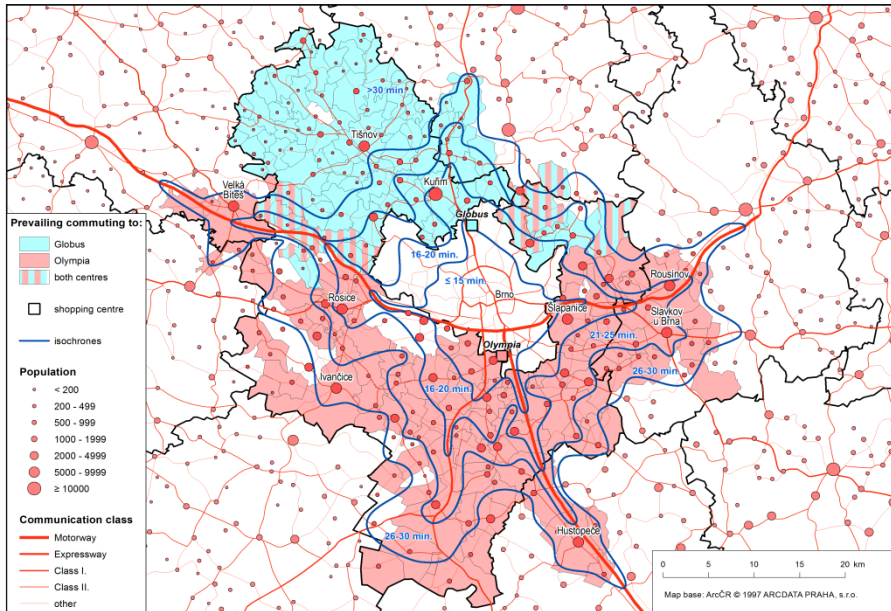 >30 min.
Tišnov
Velká
Bíteš
Kuřim
Globus
16-20 min.
≤ 15 min.
Brno
Rousínov
Rosice
Šlapanice
Slavkov
u Brna
21-25 min.
Olympia
26-30 min.
Ivančice
16-20 min.
Hustopeče
26-30 min.
Prevailing commuting to:
Globus
Olympia
both centres
shopping centre
isochrones
Population
< 200
200 - 499
500 - 999
1000 - 1999
2000 - 4999
5000 - 9999
≥ 10000
Communication class
Motorway
Expressway
Class I.
Class II.
other
0 5 10 15 20 km
Map base: ArcČR © 1997 ARCDATA PRAHA, s.r.o.